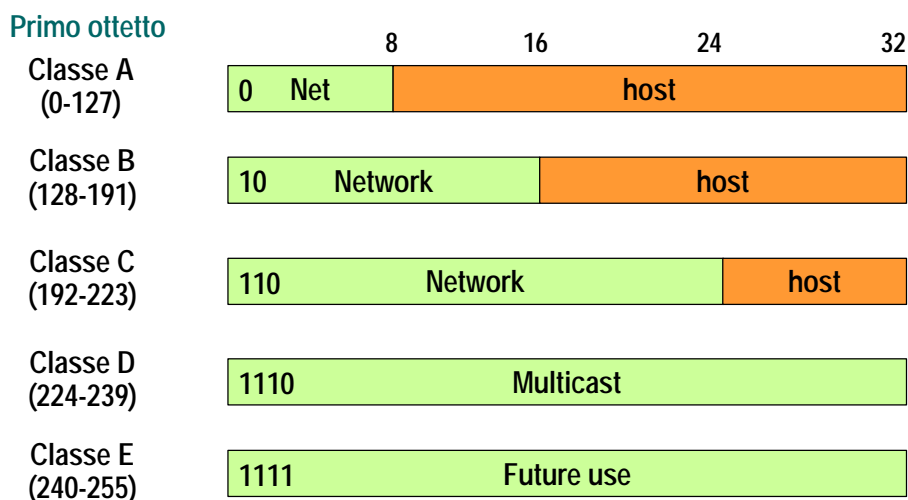 Primo ottetto
8 16 24 32
Classe A
(0-127)
0 Net host
Classe B
(128-191)
10 Network host
Classe C
(192-223)
110 Network host
Classe D
(224-239)
1110 Multicast
Classe E
(240-255)
1111 Future use